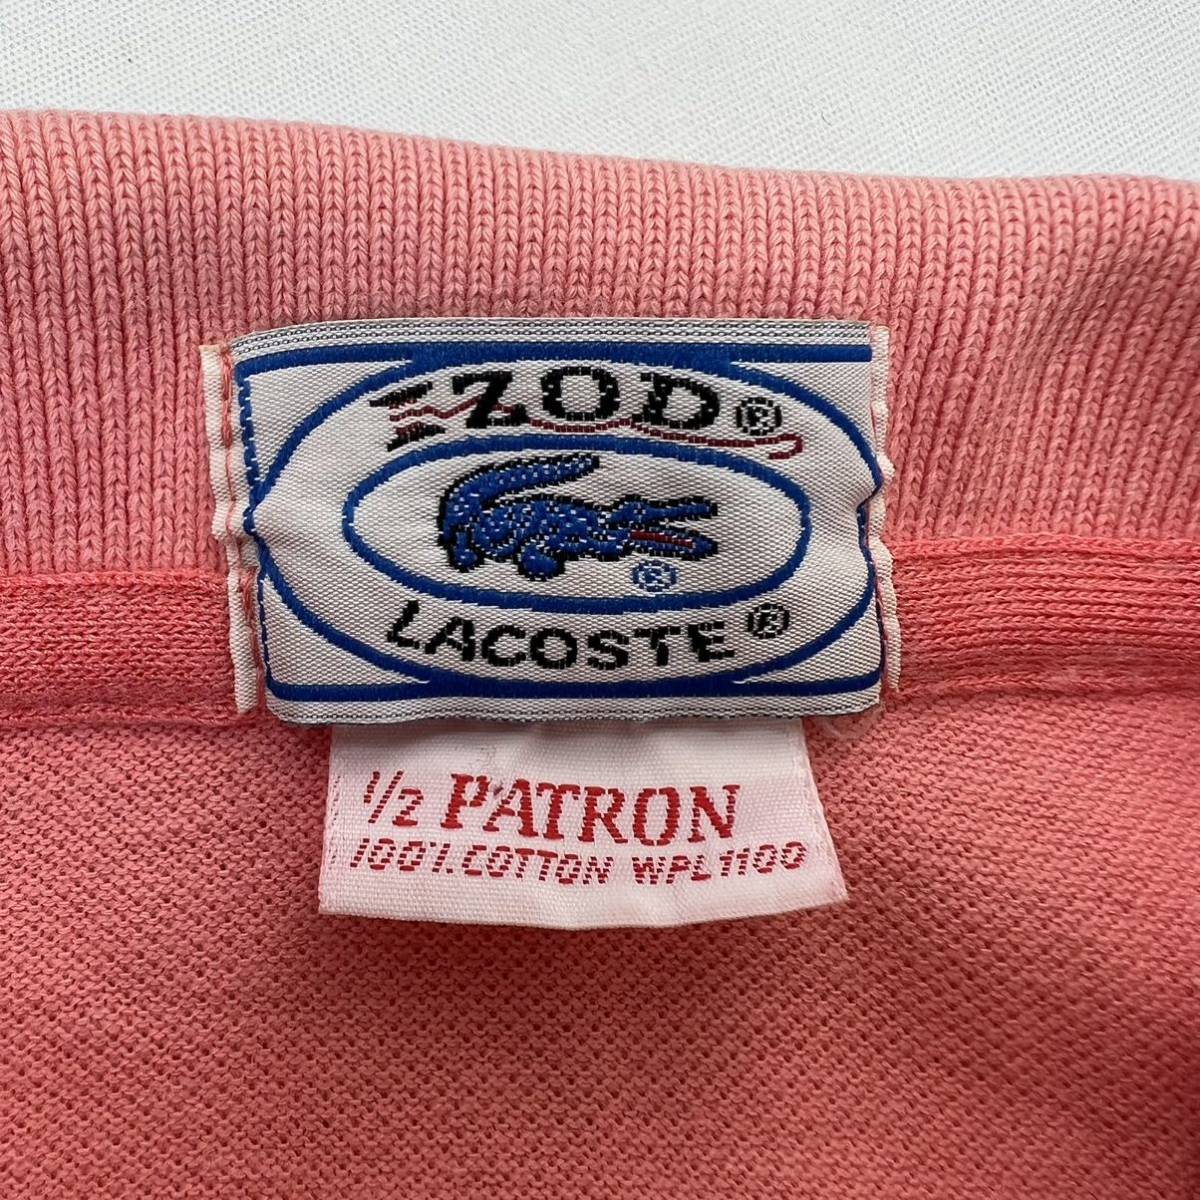 IZOD®
®
LACOSTE®
1/2 PATRON
100%.COTTON WPL1100